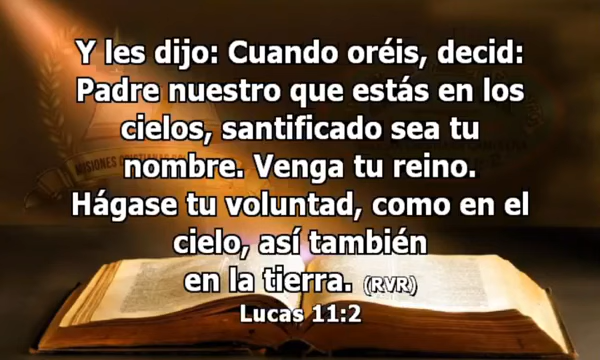 Y les dijo: Cuando oréis, decid:
Padre nuestro que estás en los
cielos, santificado sea tu
nombre. Venga tu reino.
Hágase tu voluntad, como en el
cielo, así también
en la tierra. (RVR)
Lucas 11:2